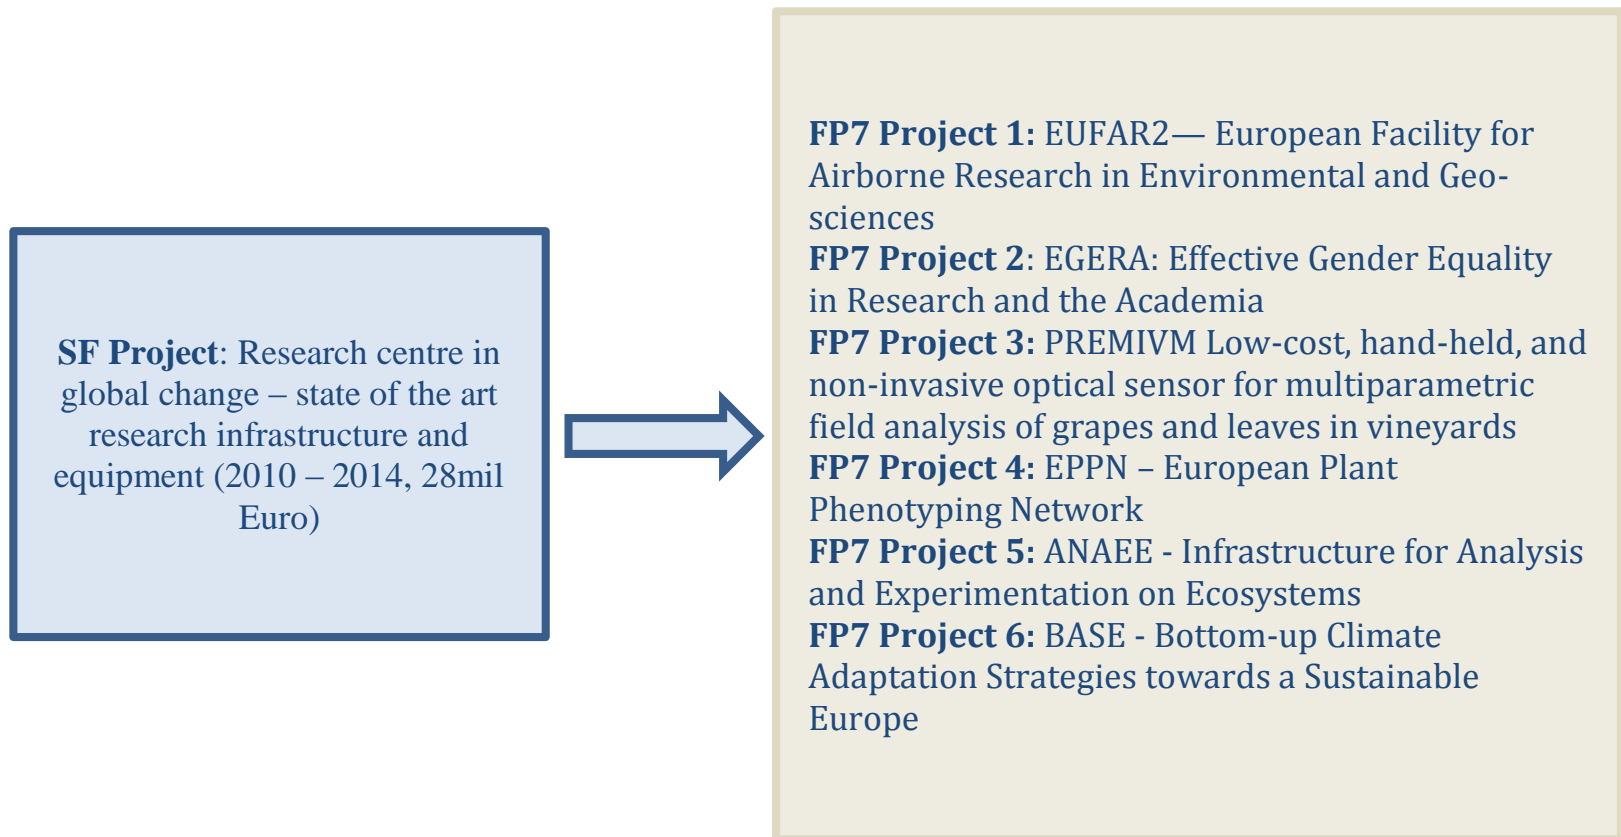 SF Project: Research centre in
global change – state of the art
research infrastructure and
equipment (2010 – 2014, 28mil
Euro)
FP7 Project 1: EUFAR2— European Facility for
Airborne Research in Environmental and Geo-
sciences
FP7 Project 2: EGERA: Effective Gender Equality
in Research and the Academia
FP7 Project 3: PREMIVM Low-cost, hand-held, and
non-invasive optical sensor for multiparametric
field analysis of grapes and leaves in vineyards
FP7 Project 4: EPPN – European Plant
Phenotyping Network
FP7 Project 5: ANAEE - Infrastructure for Analysis
and Experimentation on Ecosystems
FP7 Project 6: BASE - Bottom-up Climate
Adaptation Strategies towards a Sustainable
Europe